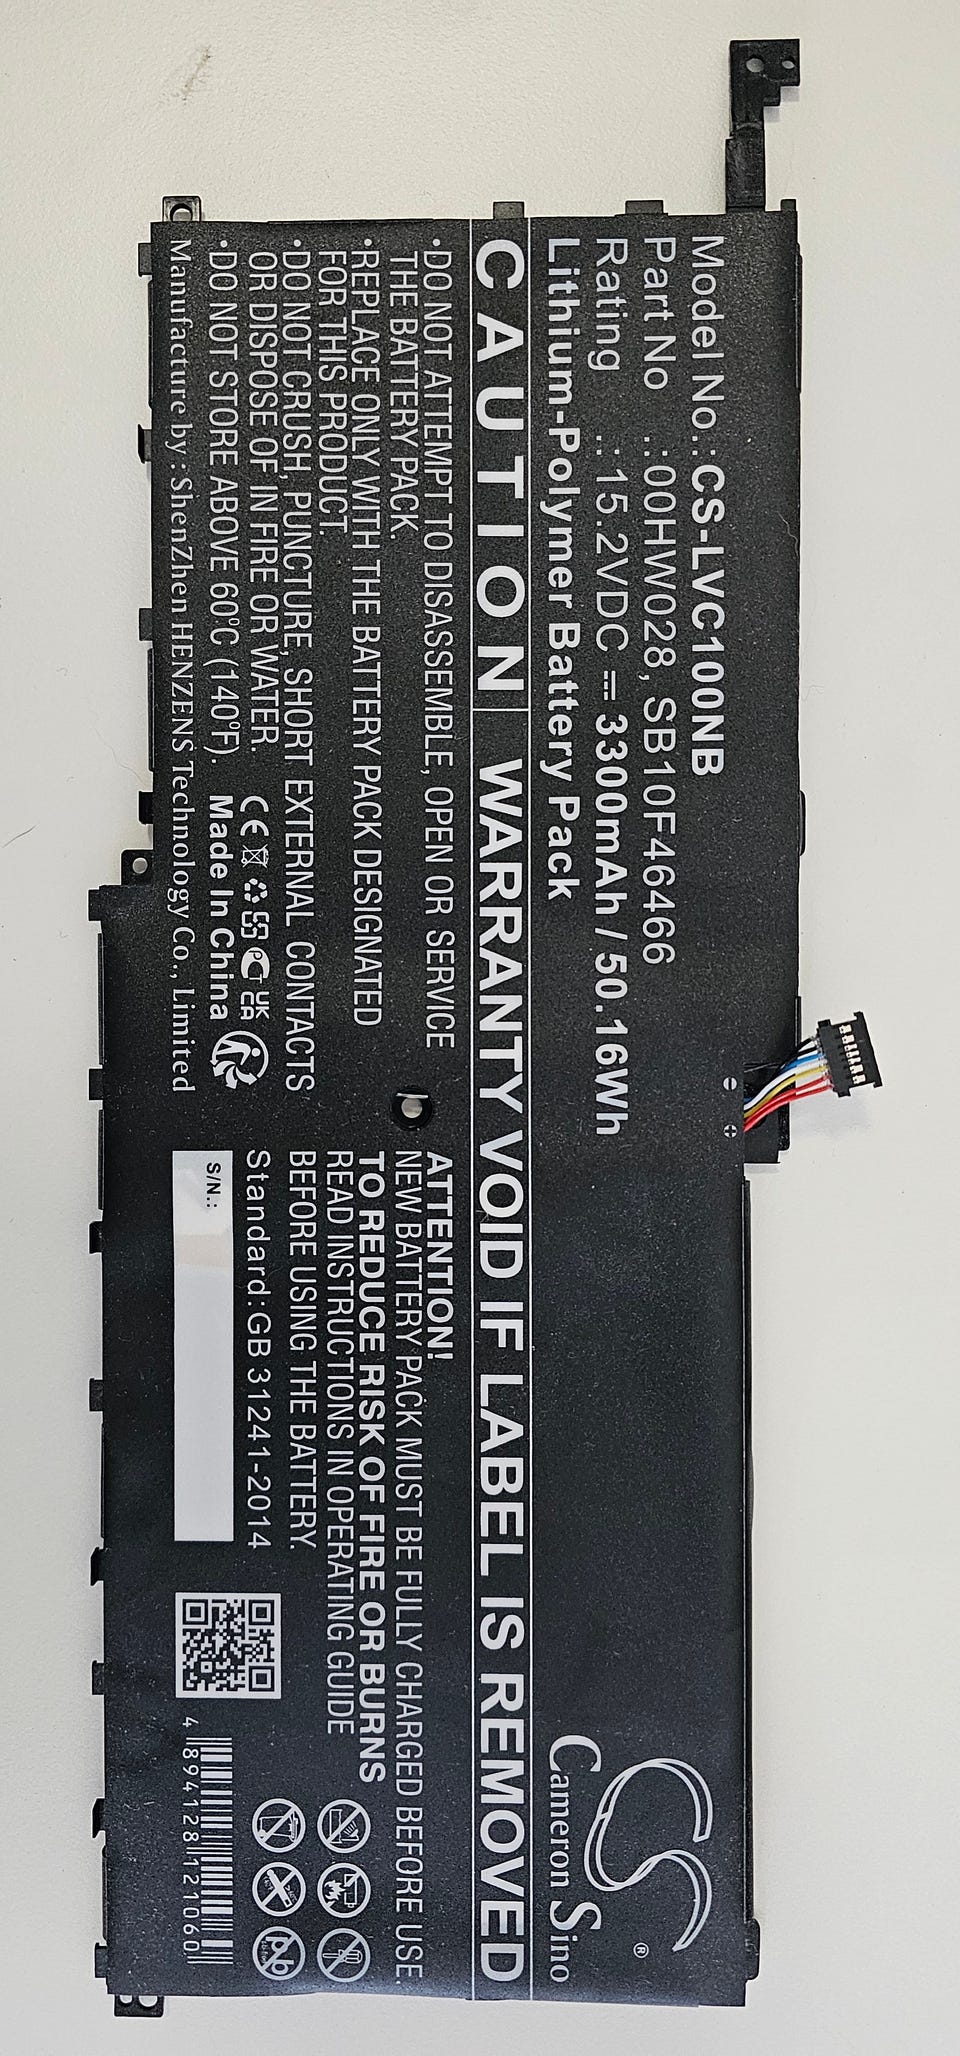 Model No.:CS-LVC100NB
Part No .:00HW028, SB10F46466
Rating .:15.2VDC ⎓ 3300mAh / 50.16Wh
Lithium-Polymer Battery Pack
Cameron Sino
®
CAUTION WARRANTY VOID IF LABEL IS REMOVED
·DO NOT ATTEMPT TO DISASSEMBLE, OPEN OR SERVICE
THE BATTERY PACK.
·REPLACE ONLY WITH THE BATTERY PACK DESIGNATED
FOR THIS PRODUCT.
·DO NOT CRUSH, PUNCTURE, SHORT EXTERNAL CONTACTS
OR DISPOSE OF IN FIRE OR WATER.
·DO NOT STORE ABOVE 60°C (140°F).
CE UK CA
Made In China
Manufacture by :ShenZhen HENZENS Technology Co., Limited
ATTENTION!
NEW BATTERY PACK MUST BE FULLY CHARGED BEFORE USE.
TO REDUCE RISK OF FIRE OR BURNS
READ INSTRUCTIONS IN OPERATING GUIDE
BEFORE USING THE BATTERY.
Standard:GB 31241-2014
S/N.:
4 894128 121060